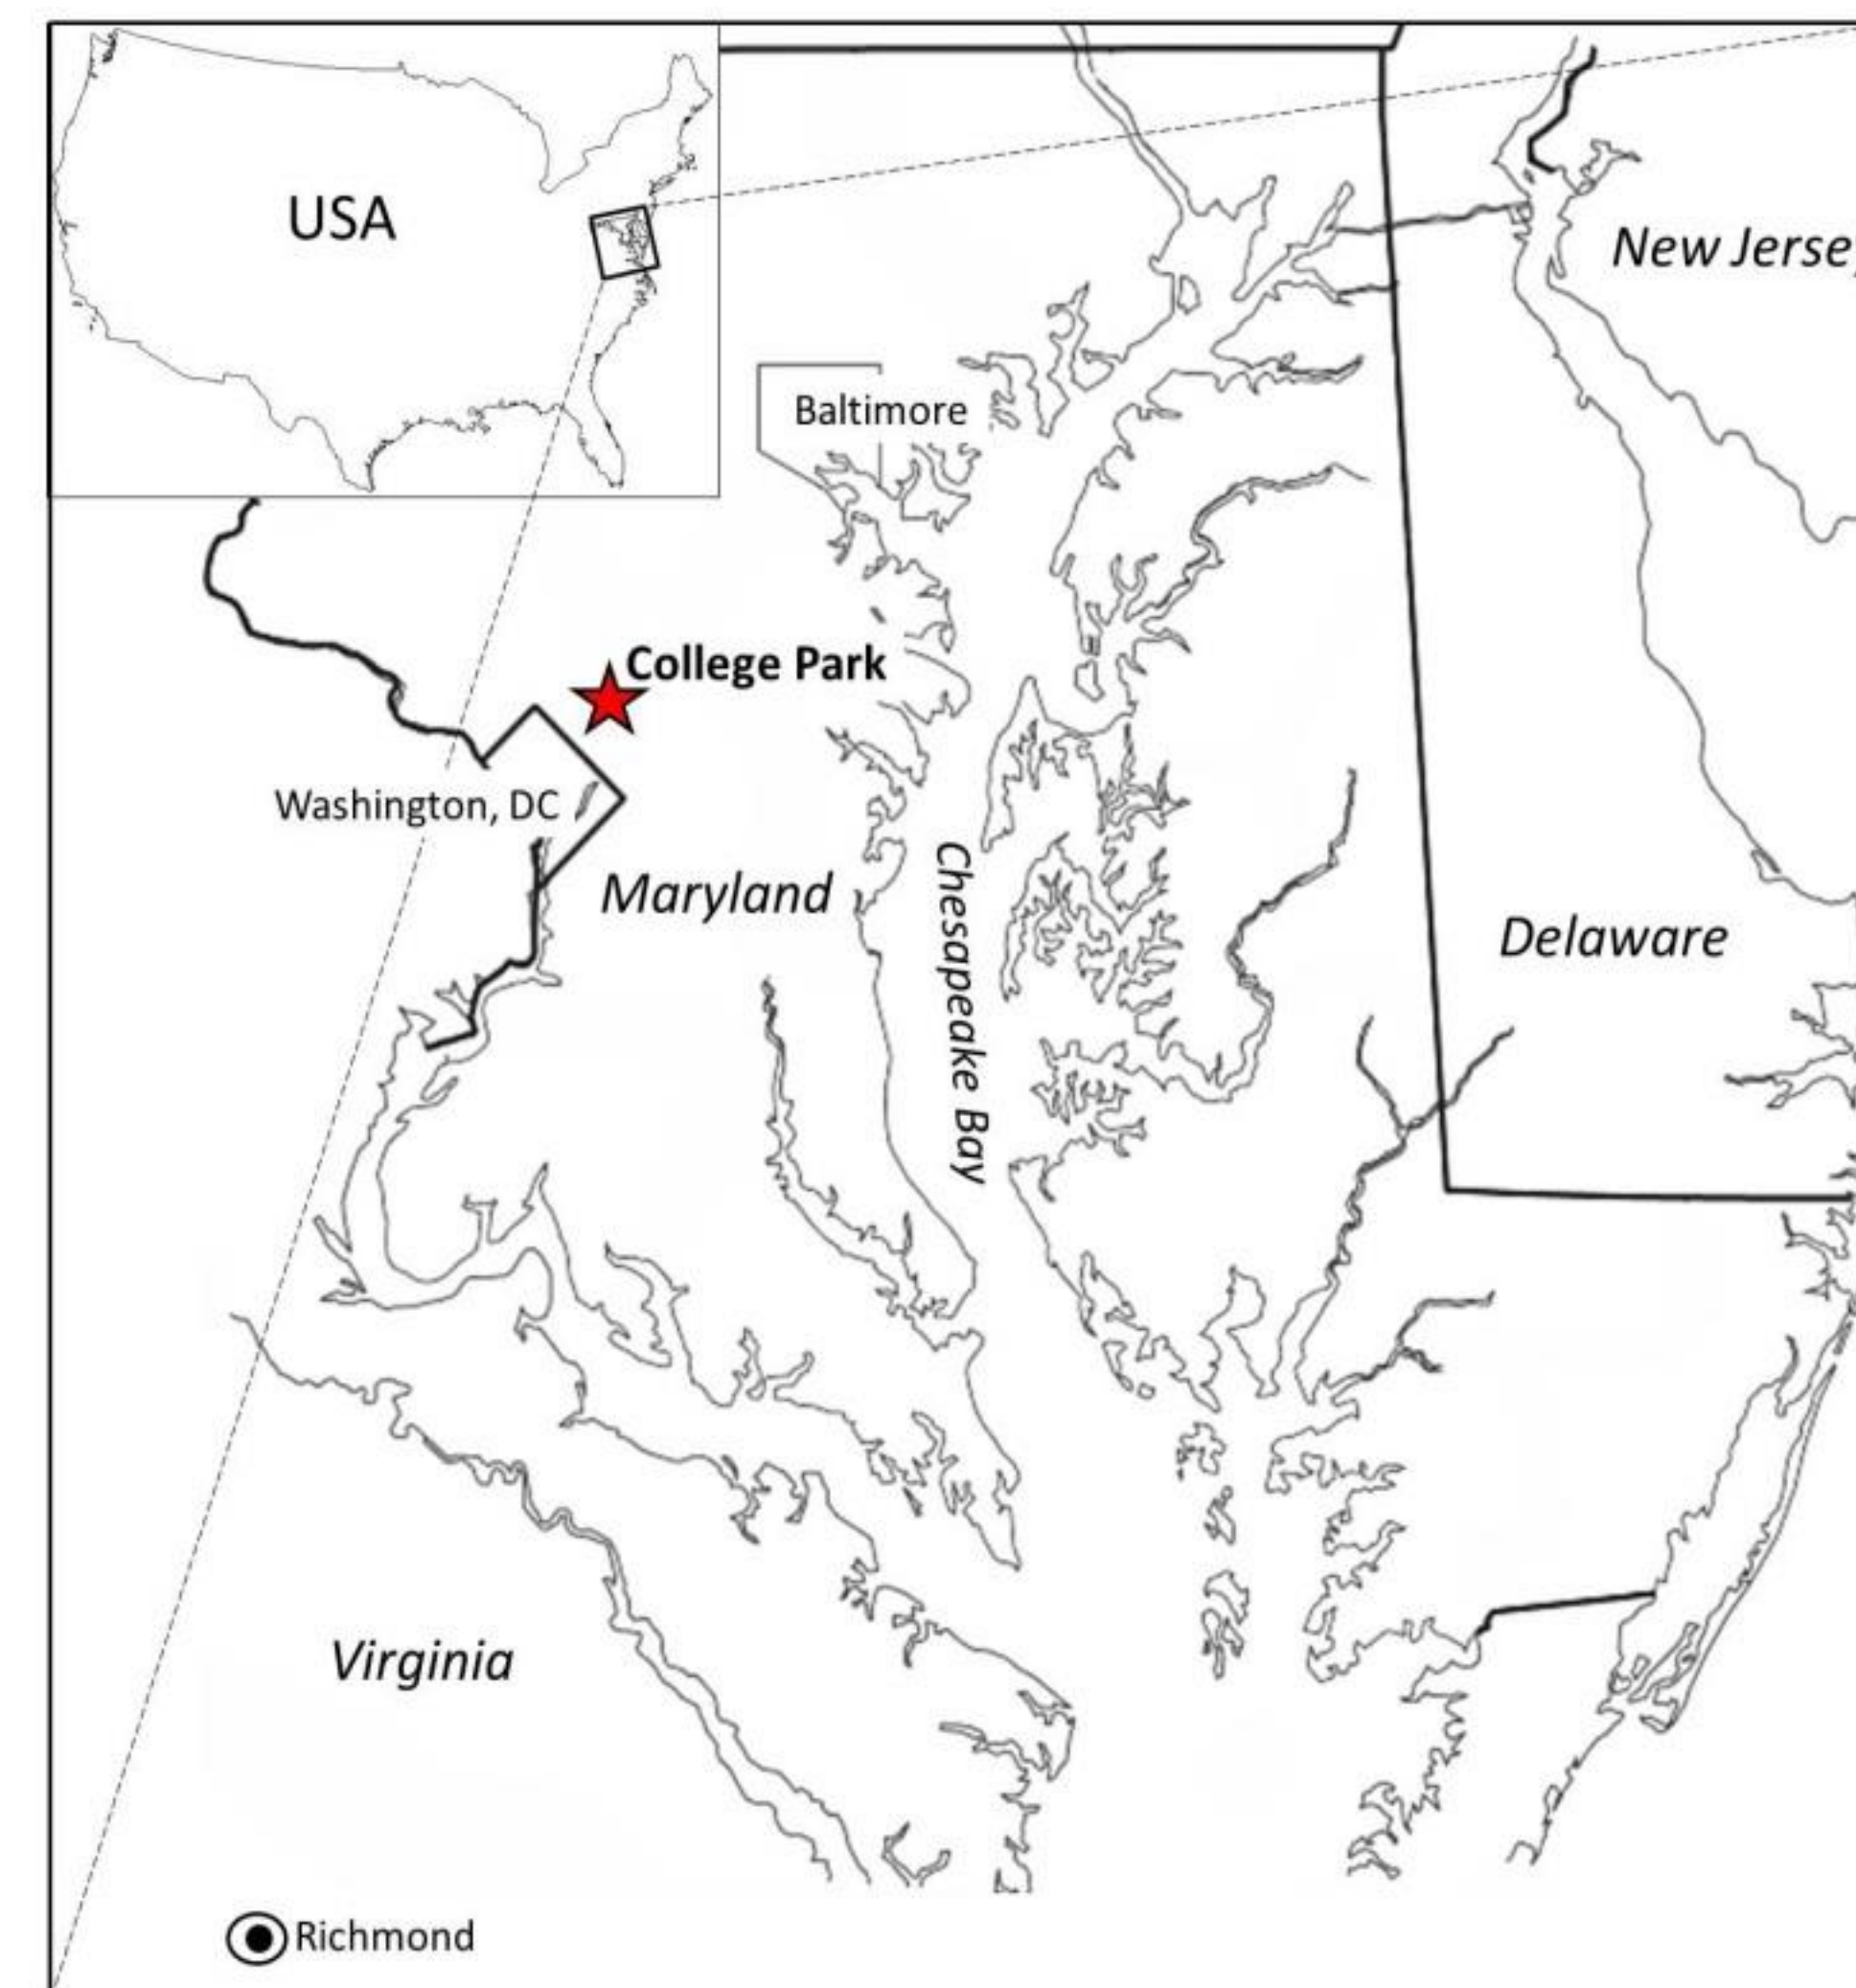 USA
New Jerse
Baltimore
College Park
Washington, DC
Maryland
Chesapeake Bay
Delaware
Virginia
Richmond